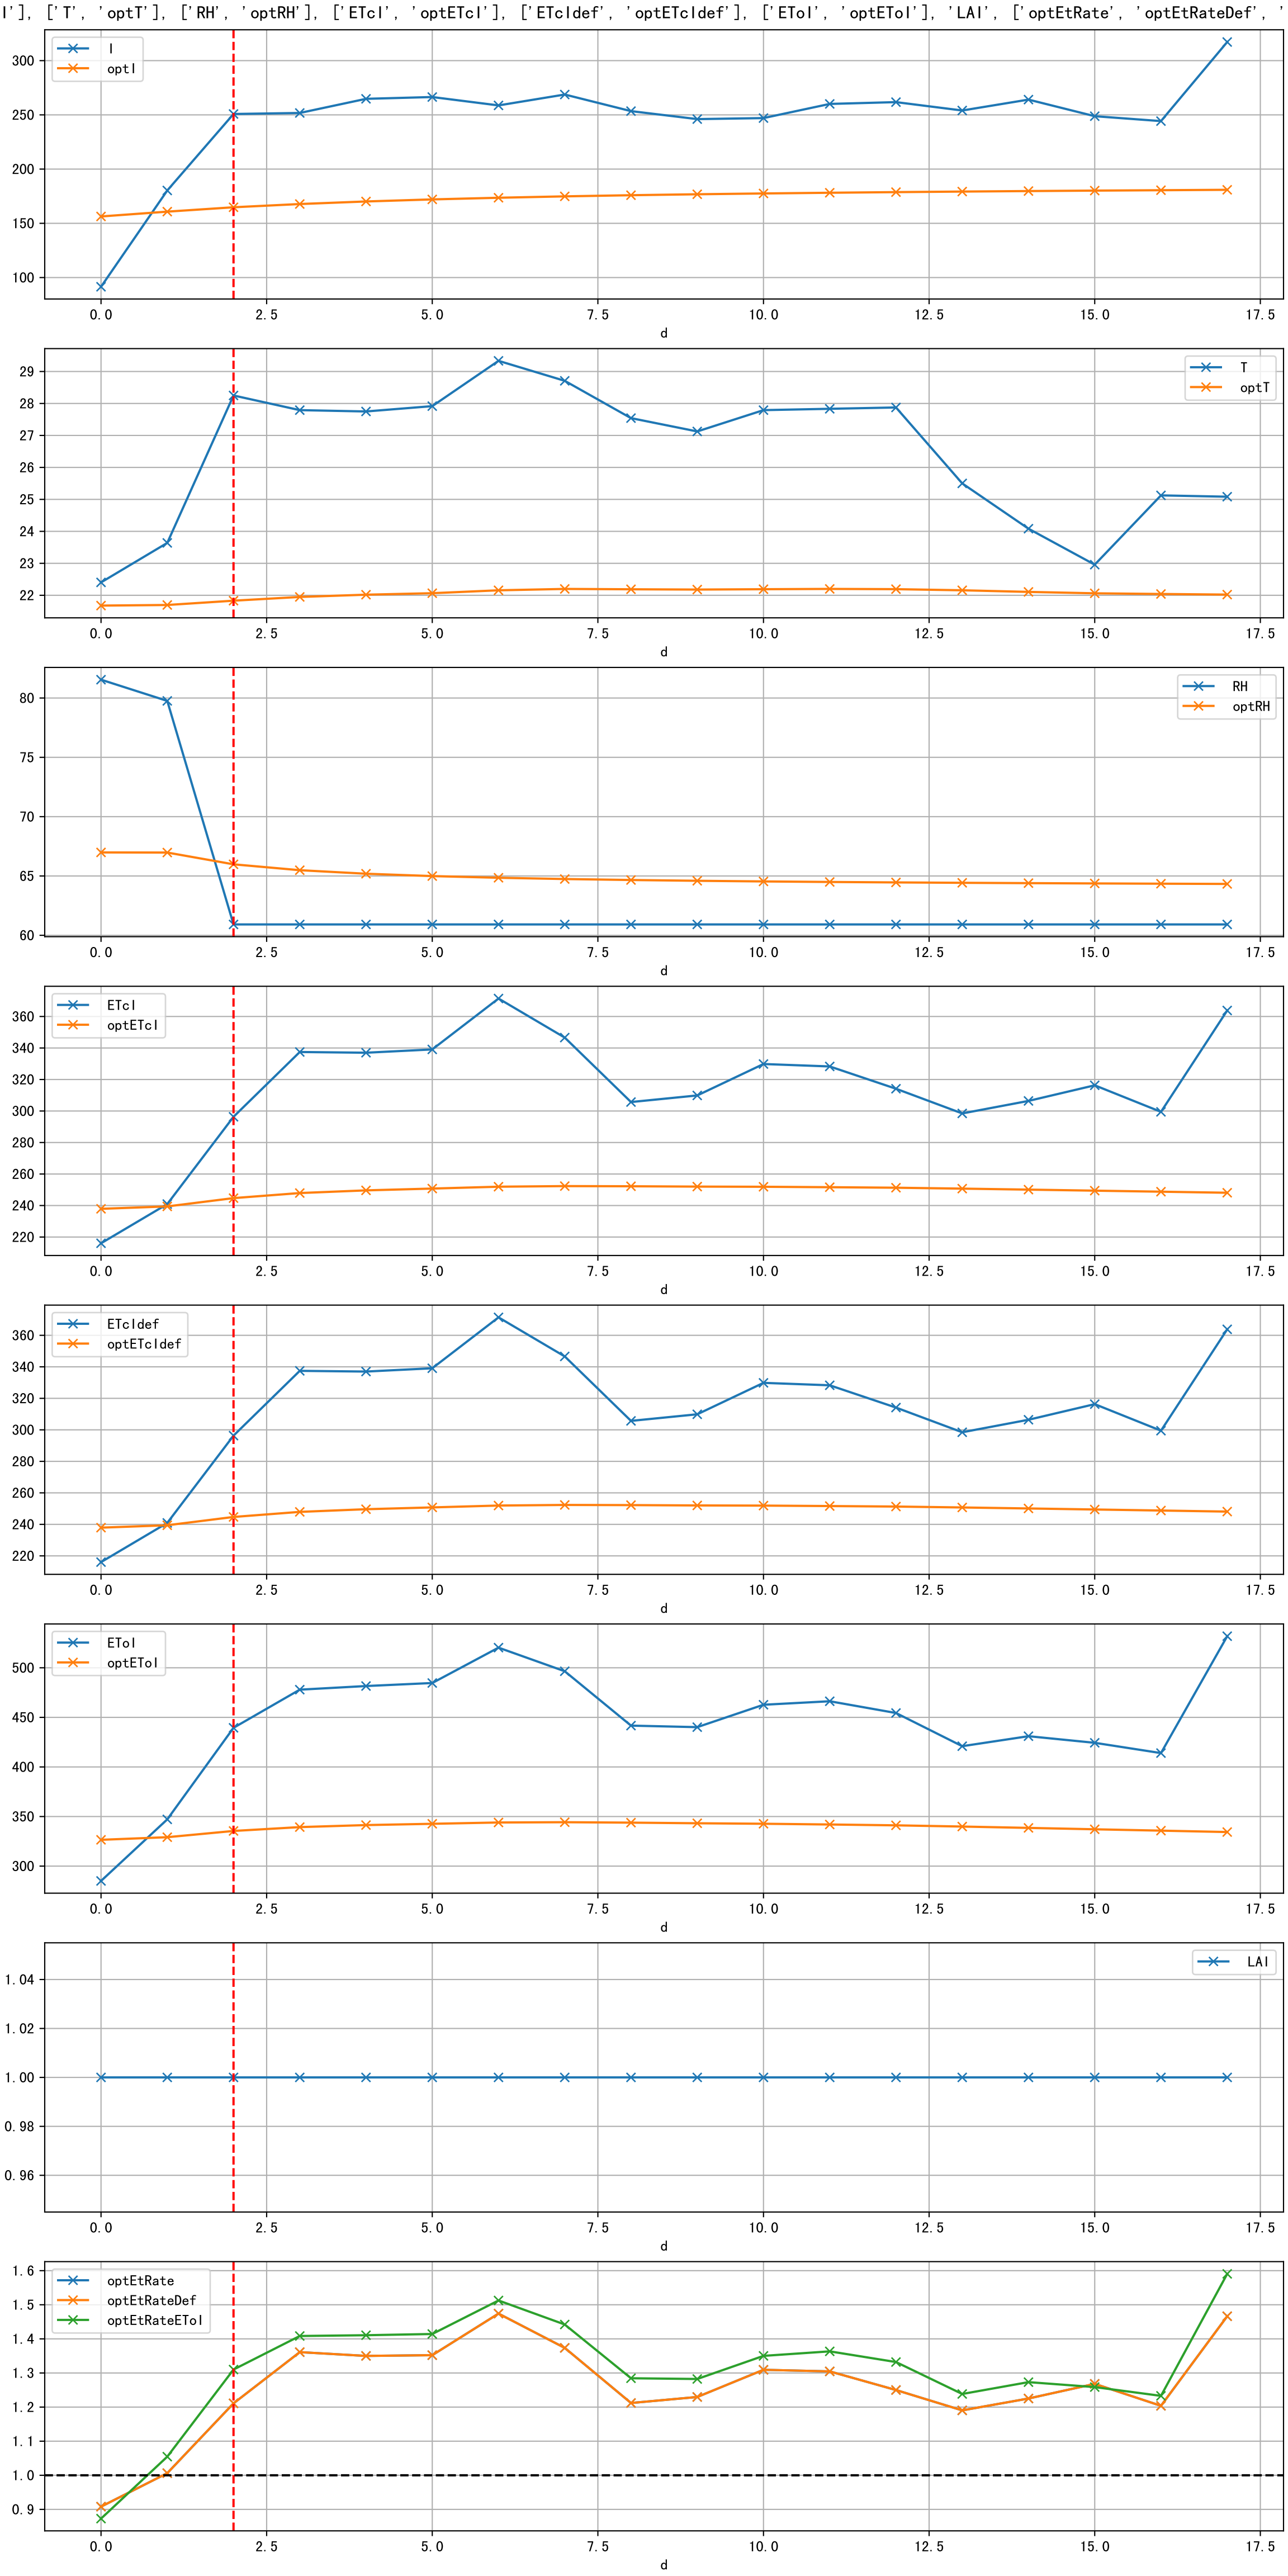 I'], ['T', 'optT'], ['RH', 'optRH'], ['ETcI', 'optETcI'], ['ETcIdef', 'optETcIdef'], ['EToI', 'optEToI'], 'LAI', ['optEtRate', 'optEtRateDef', '
I
optI
300
250
200
150
100
0.0 2.5 5.0 7.5 10.0 12.5 15.0 17.5
d
T
optT
29
28
27
26
25
24
23
22
0.0 2.5 5.0 7.5 10.0 12.5 15.0 17.5
d
RH
optRH
80
75
70
65
60
0.0 2.5 5.0 7.5 10.0 12.5 15.0 17.5
d
ETcI
optETcI
360
340
320
300
280
260
240
220
0.0 2.5 5.0 7.5 10.0 12.5 15.0 17.5
d
ETcIdef
optETcIdef
360
340
320
300
280
260
240
220
0.0 2.5 5.0 7.5 10.0 12.5 15.0 17.5
d
EToI
optEToI
500
450
400
350
300
0.0 2.5 5.0 7.5 10.0 12.5 15.0 17.5
d
LAI
1.04
1.02
1.00
0.98
0.96
0.0 2.5 5.0 7.5 10.0 12.5 15.0 17.5
d
optEtRate
optEtRateDef
optEtRateEToI
1.6
1.5
1.4
1.3
1.2
1.1
1.0
0.9
0.0 2.5 5.0 7.5 10.0 12.5 15.0 17.5
d